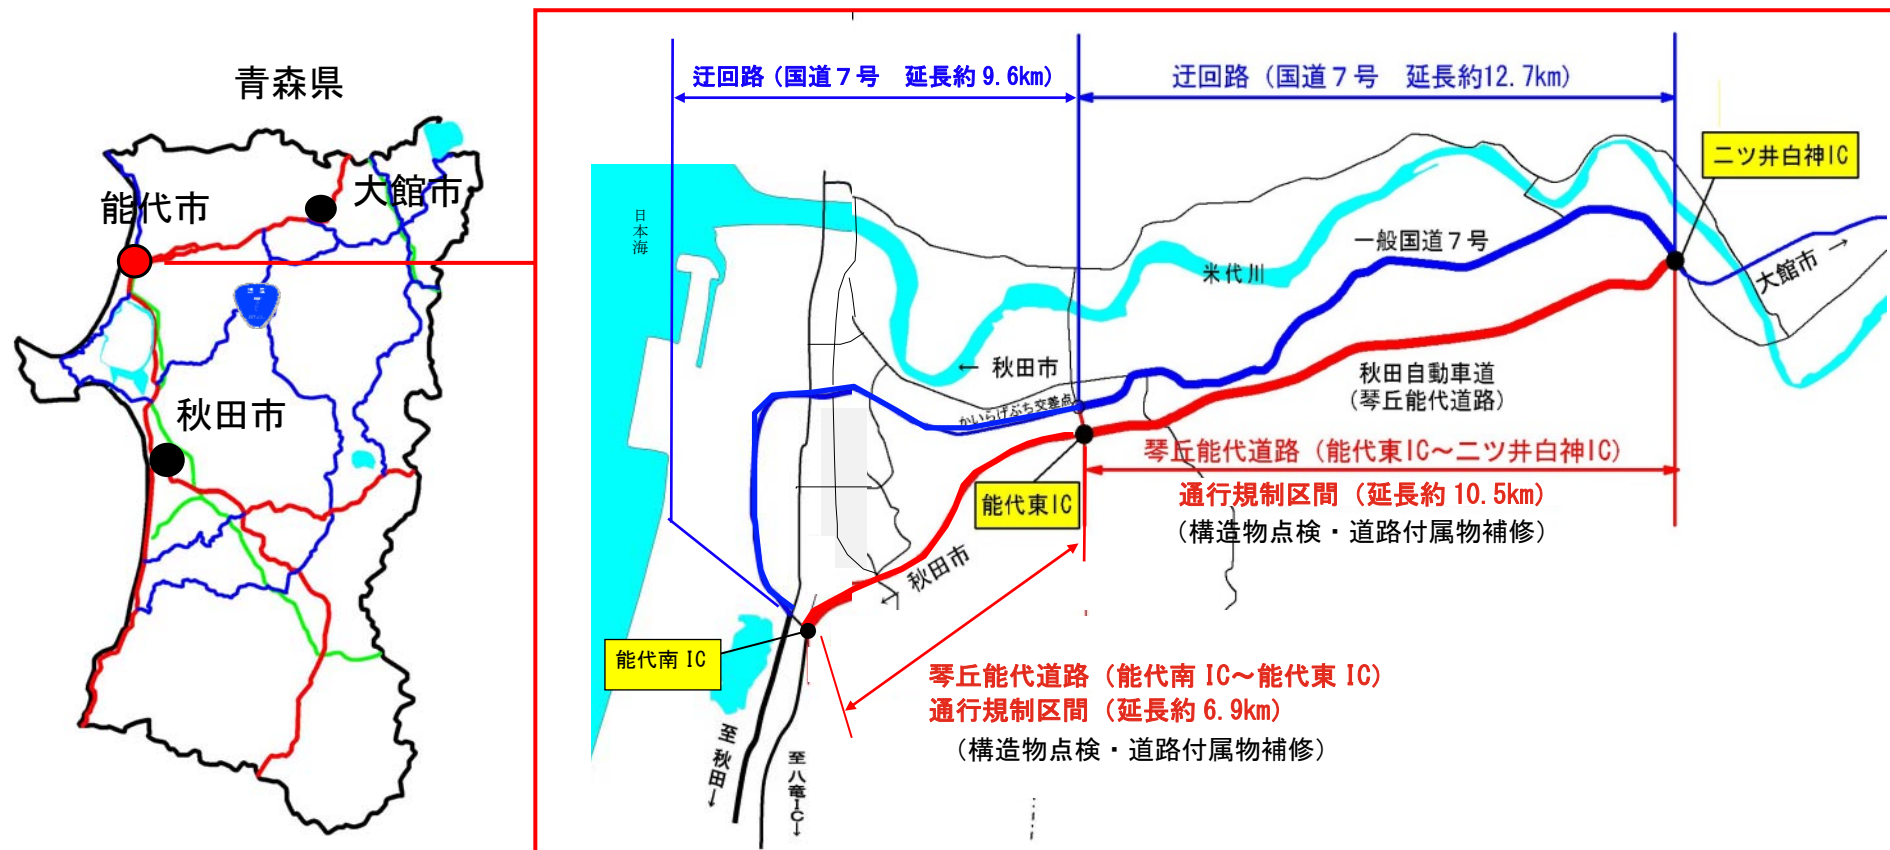 青森県
大館市
能代市
7
秋田市
迂回路（国道７号　延長約 9.6km）
迂回路（国道７号　延長約12.7km）
二ツ井白神IC
日本海
一般国道７号
米代川
大館市 →
← 秋田市
秋田自動車道
（琴丘能代道路）
かいらげぶち交差点
琴丘能代道路（能代東IC～二ツ井白神IC）
通行規制区間（延長約 10.5km）
（構造物点検・道路付属物補修）
能代東IC
← 秋田市
能代南 IC
琴丘能代道路（能代南 IC～能代東 IC）
通行規制区間（延長約 6.9km）
（構造物点検・道路付属物補修）
至 秋田↓
至 八竜IC↓